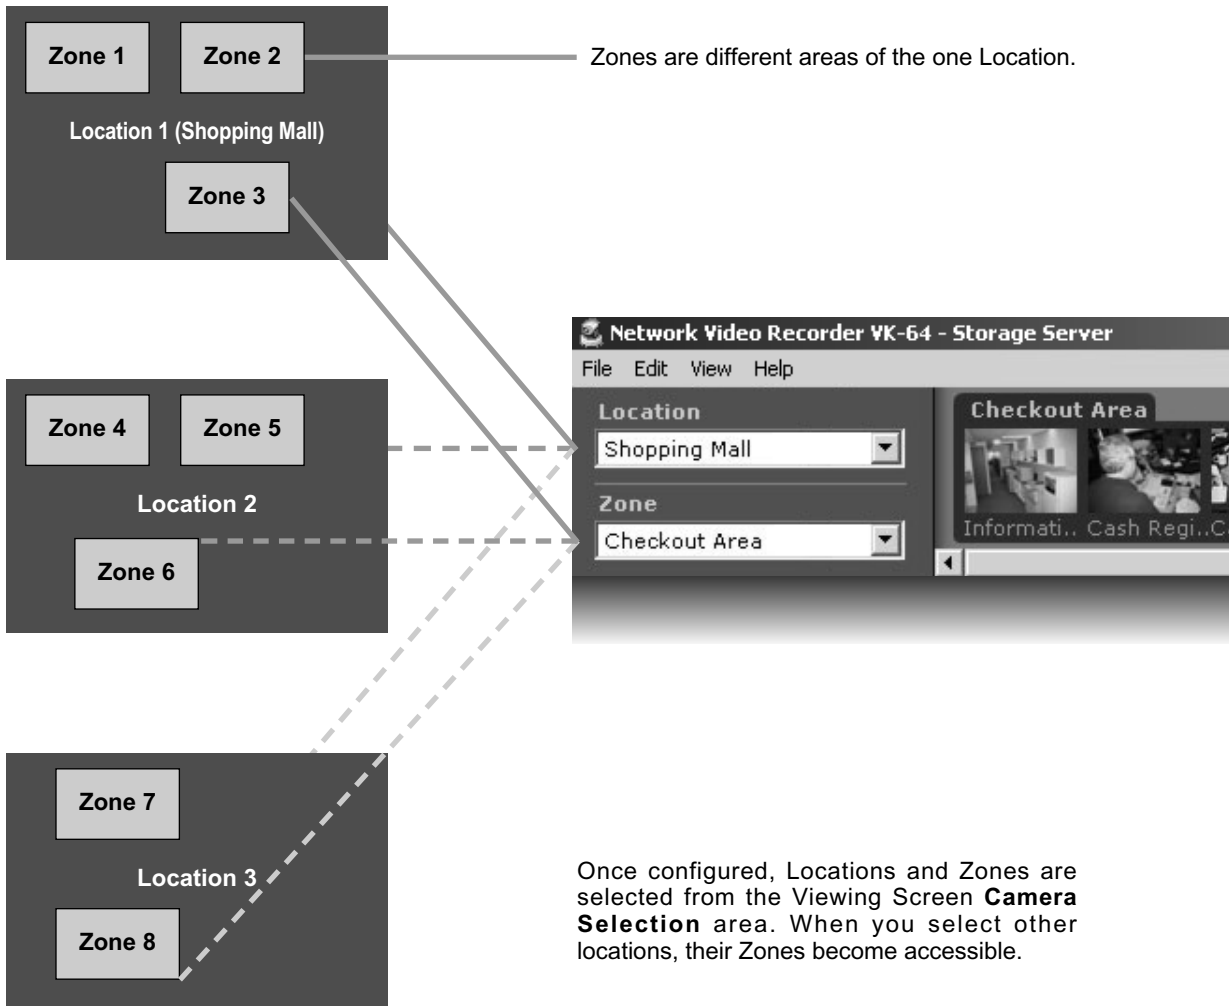 Zone 1
Zone 2
Zones are different areas of the one Location.
Location 1 (Shopping Mall)
Zone 3
Network Video Recorder VK-64 - Storage Server
File Edit View Help
Location
Shopping Mall
Zone
Checkout Area
Checkout Area
Informati.. Cash Regi..
Zone 4
Zone 5
Location 2
Zone 6
Zone 7
Location 3
Zone 8
Once configured, Locations and Zones are
selected from the Viewing Screen Camera
Selection area. When you select other
locations, their Zones become accessible.